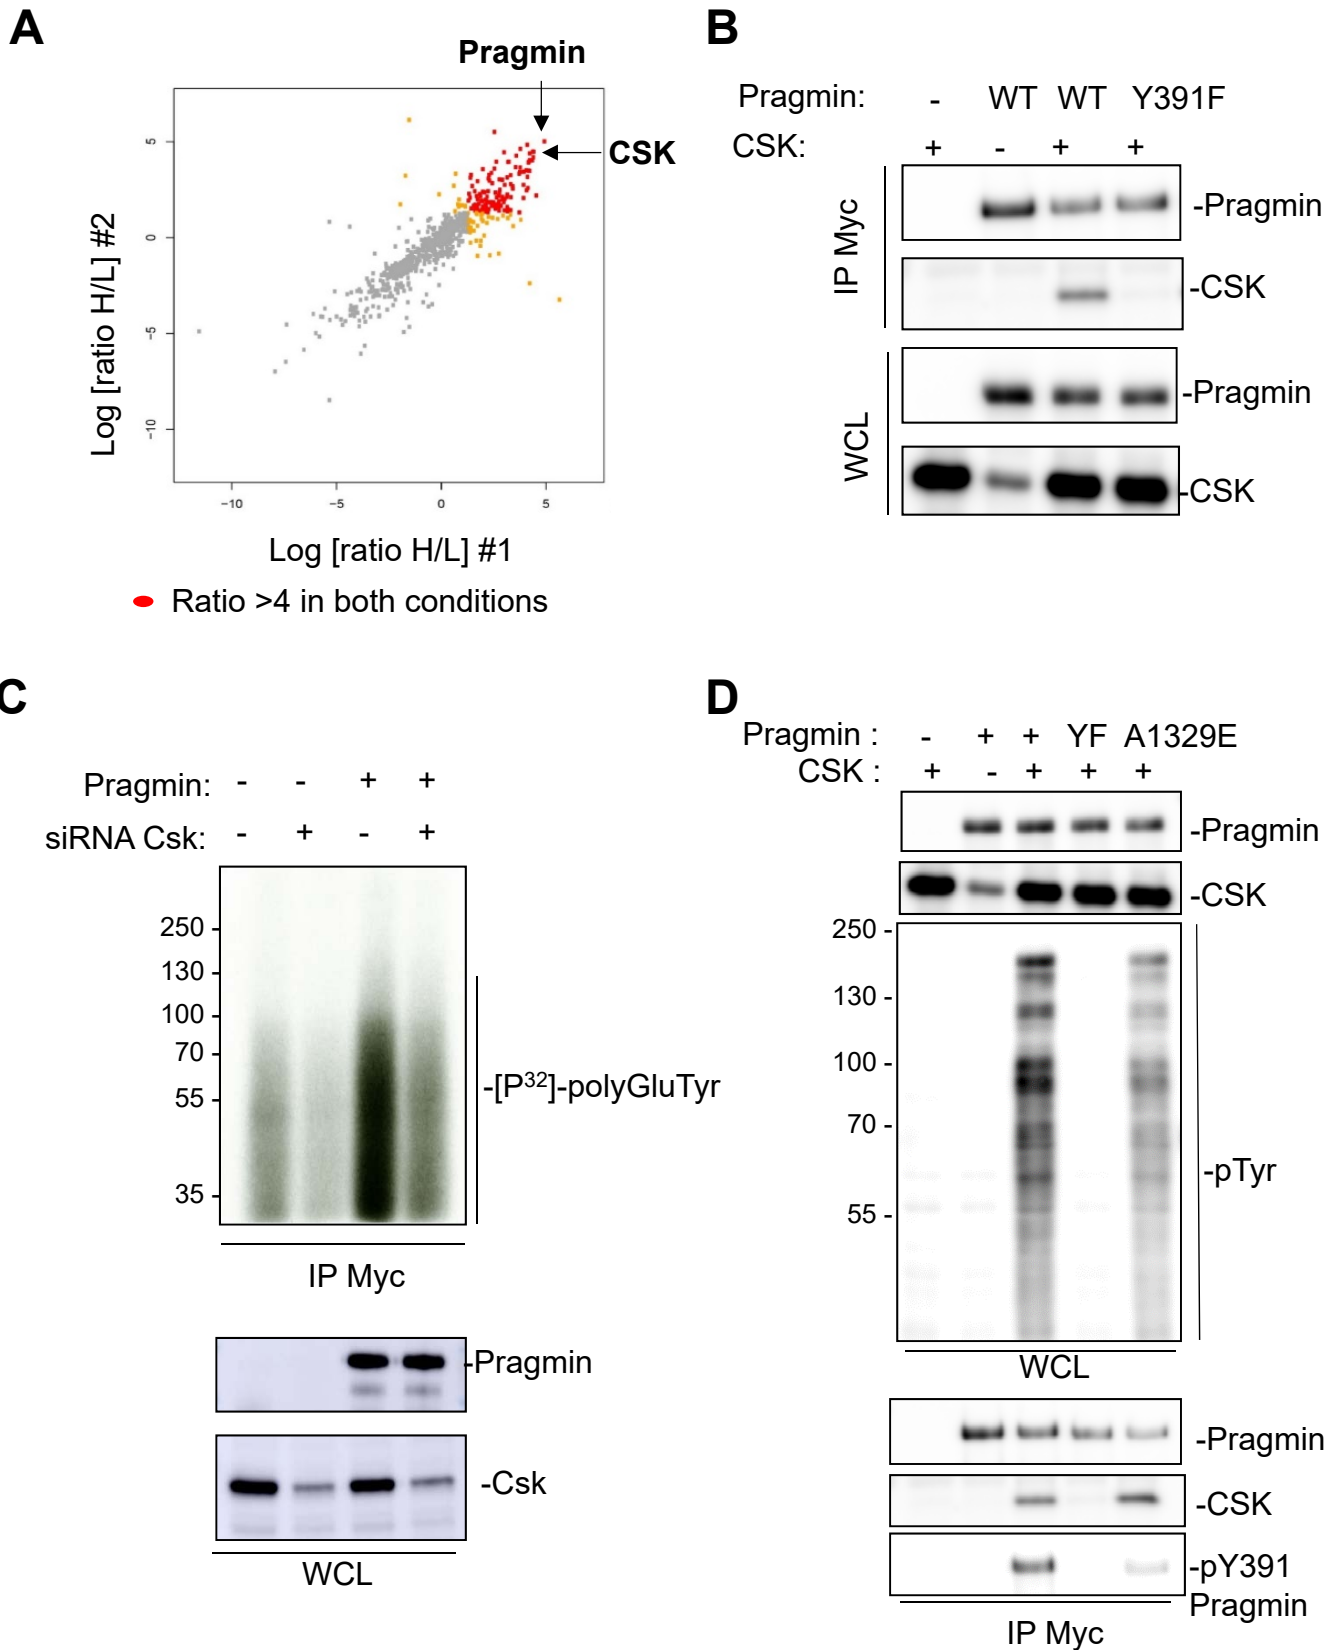 A
Pragmin
CSK
5
0
−5
−10
Log [ratio H/L] #2
−10 −5 0 5
Log [ratio H/L] #1
Ratio >4 in both conditions
B
Pragmin: - WT WT Y391F
CSK: + - + +
IP Myc
-Pragmin
-CSK
WCL
-Pragmin
-CSK
C
Pragmin: - - + +
siRNA Csk: - + - +
250 -
130 -
100 -
70 -
55 -
35 -
-[P³²]-polyGluTyr
IP Myc
-Pragmin
-Csk
WCL
D
Pragmin : - + + YF A1329E
CSK : + - + + +
-Pragmin
-CSK
250 -
130 -
100 -
70 -
55 -
-pTyr
WCL
-Pragmin
-CSK
-pY391
Pragmin
IP Myc